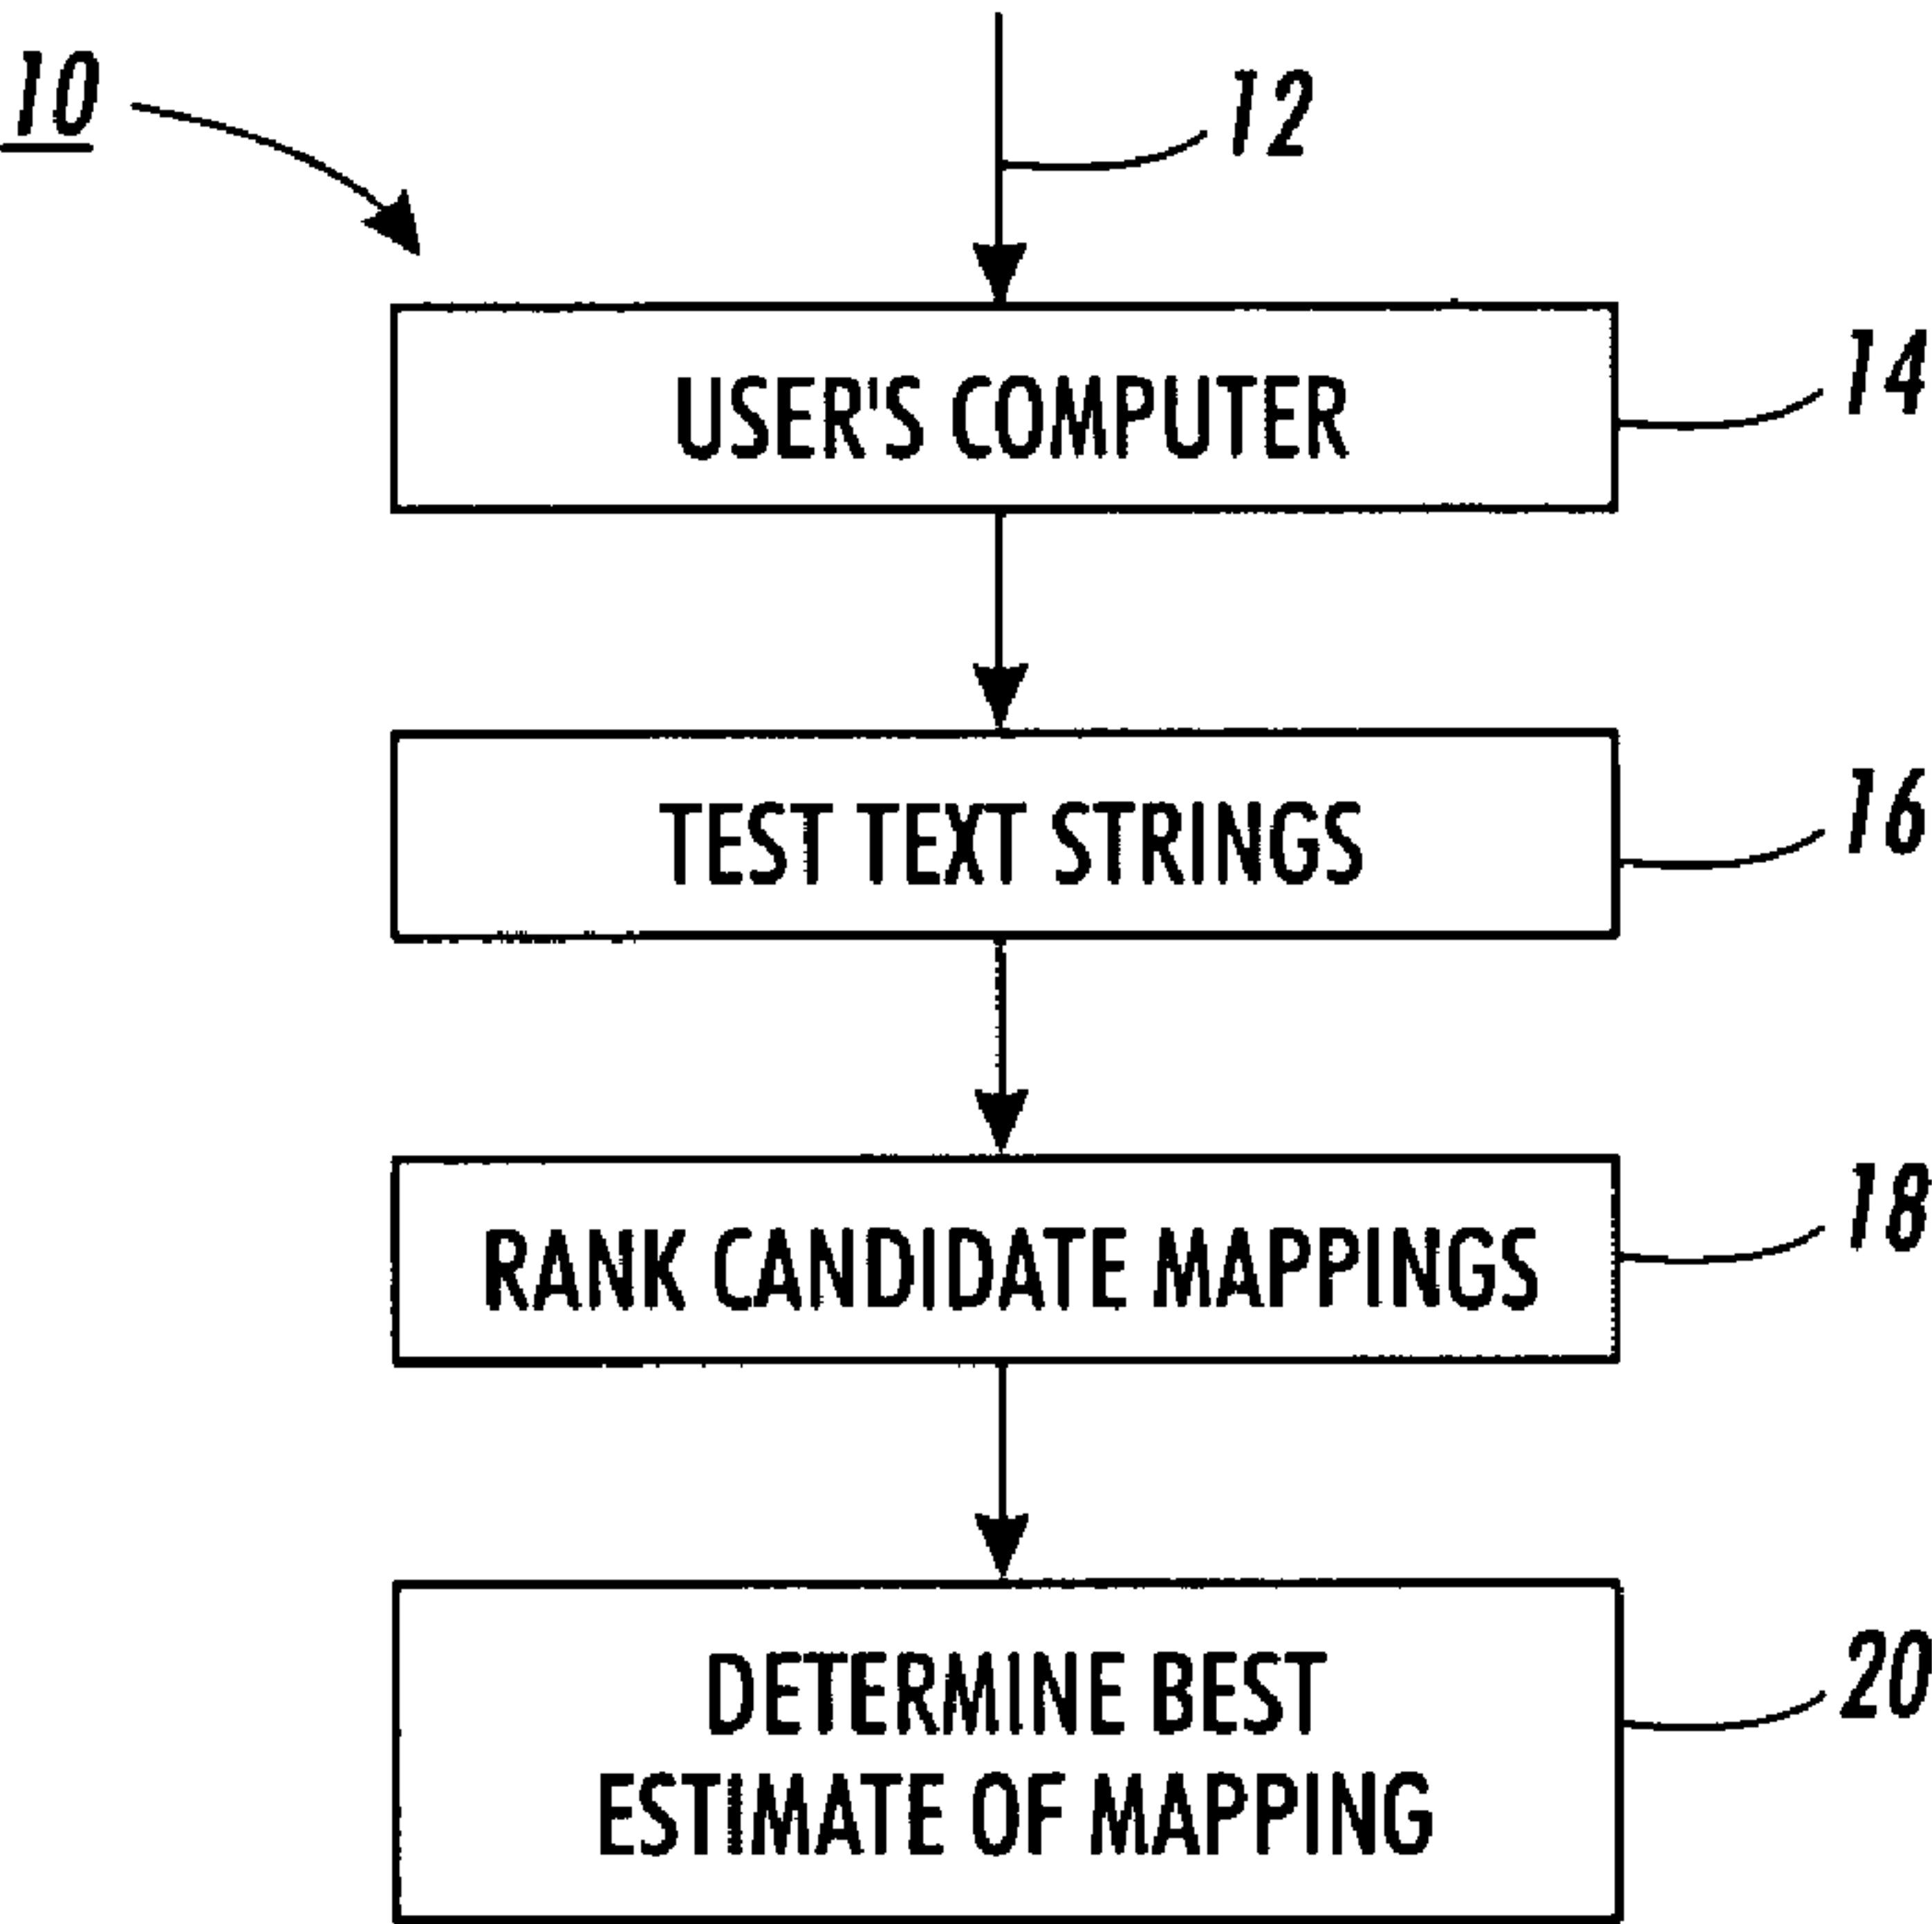 10
12
USER'S COMPUTER
14
TEST TEXT STRINGS
16
RANK CANDIDATE MAPPINGS
18
DETERMINE BEST
ESTIMATE OF MAPPING
20